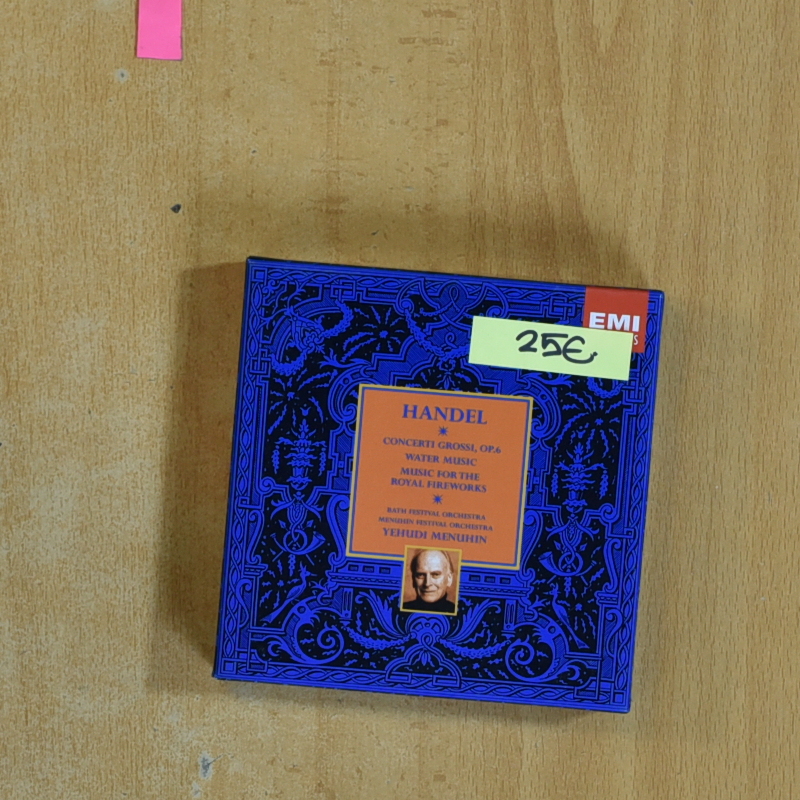 EMI
25€
HANDEL
CONCERTI GROSSI, OP.6
WATER MUSIC
MUSIC FOR THE
ROYAL FIREWORKS
BATH FESTIVAL ORCHESTRA
MENUHIN FESTIVAL ORCHESTRA
YEHUDI MENUHIN